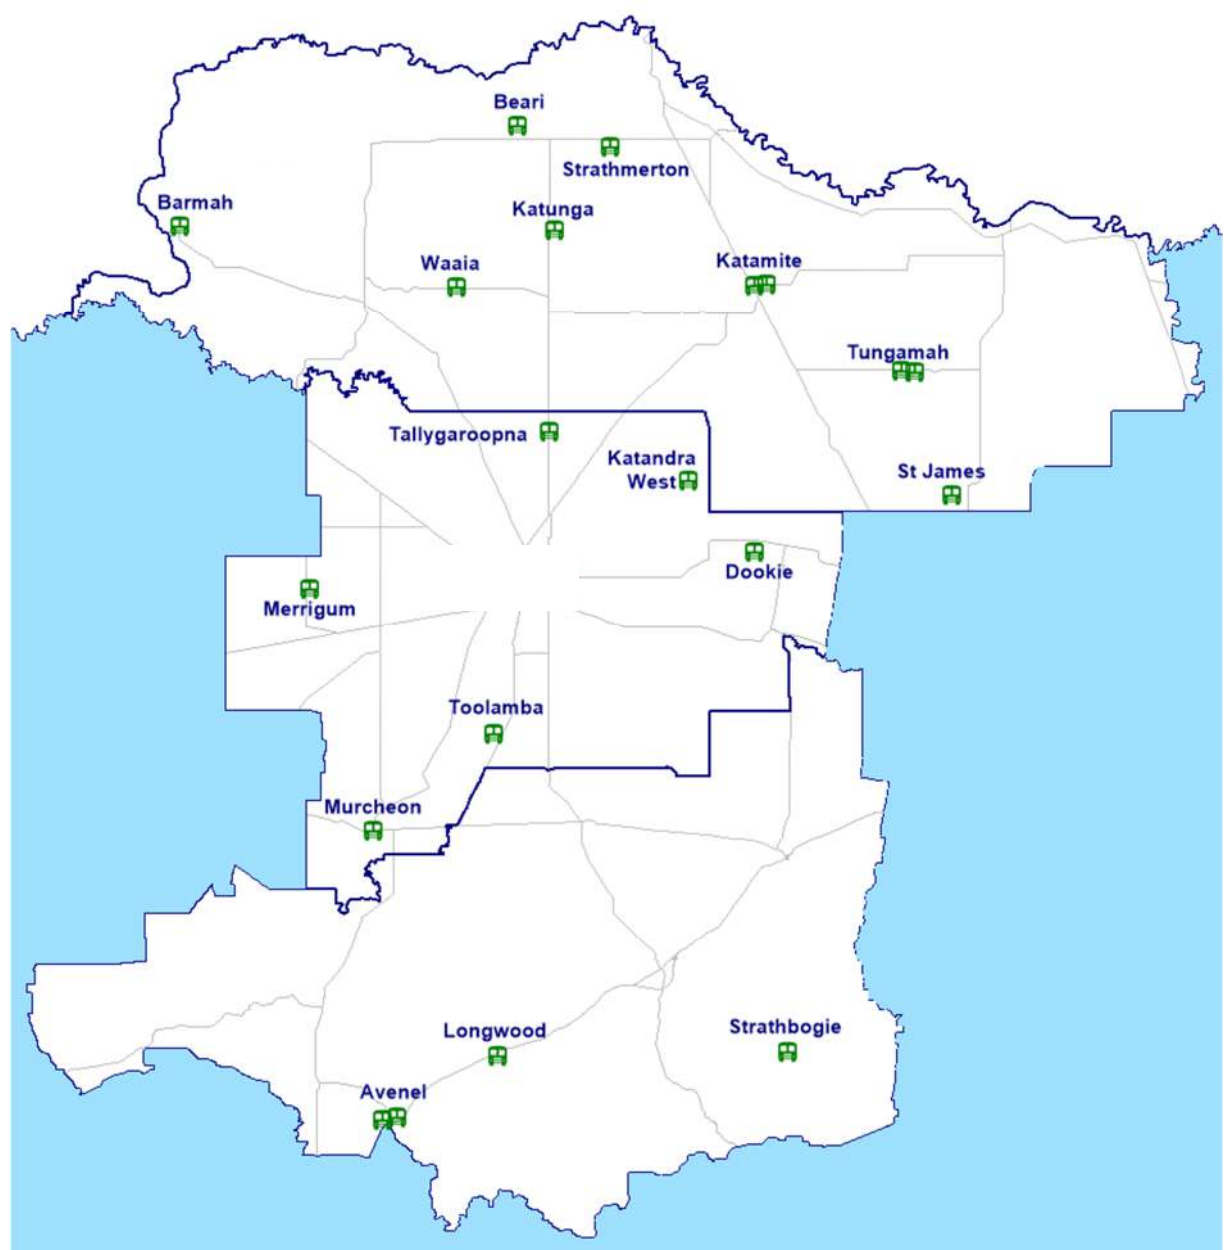 Beari
Strathmerton
Barmah
Katunga
Waaia
Katamite
Tungamah
Tallygaroopna
Katandra
West
St James
Dookie
Merrigum
Toolamba
Murcheon
Longwood
Strathbogie
Avenel